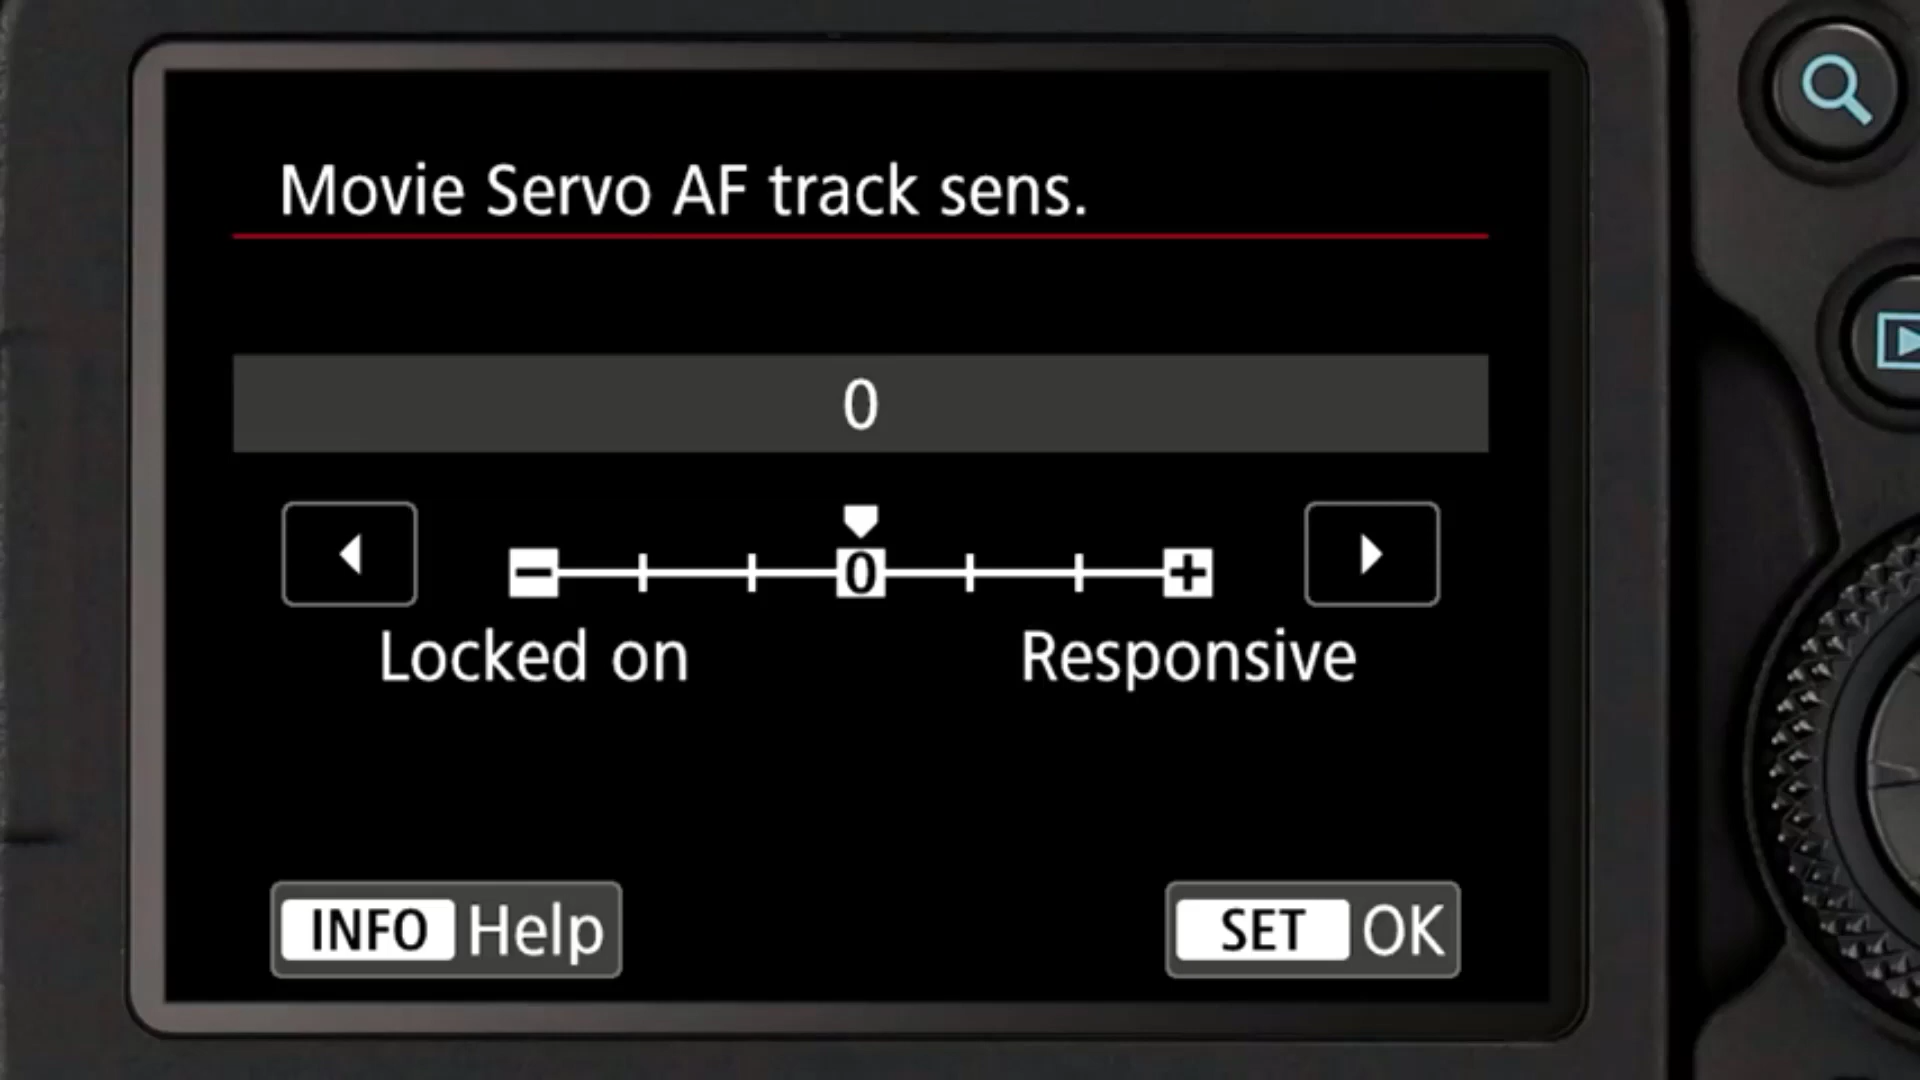 Movie Servo AF track sens.
0
− 0 +
Locked on Responsive
INFO Help SET OK